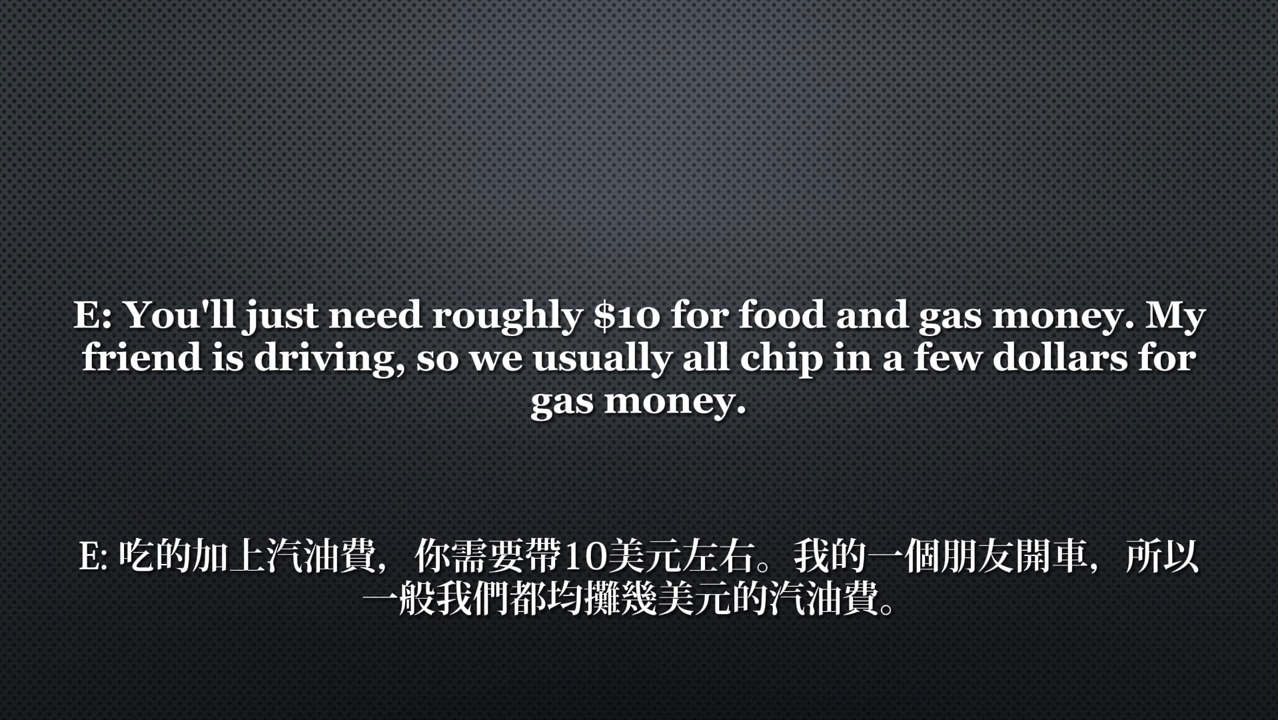 E: You'll just need roughly $10 for food and gas money. My
friend is driving, so we usually all chip in a few dollars for
gas money.
E: 吃的加上汽油費，你需要帶10美元左右。我的一個朋友開車，所以
一般我們都均攤幾美元的汽油費。